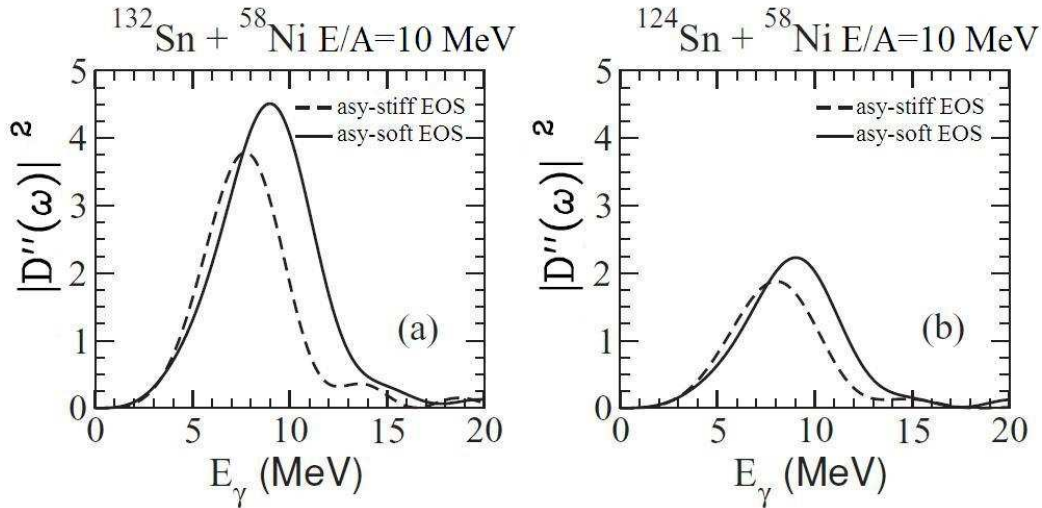 ¹³²Sn + ⁵⁸Ni E/A=10 MeV
5
4
3
2
1
0
|D''(ω)| ²
asy-stiff EOS
asy-soft EOS
(a)
0 5 10 15 20
E_γ (MeV)
¹²⁴Sn + ⁵⁸Ni E/A=10 MeV
5
4
3
2
1
0
|D''(ω)| ²
asy-stiff EOS
asy-soft EOS
(b)
0 5 10 15 20
E_γ (MeV)